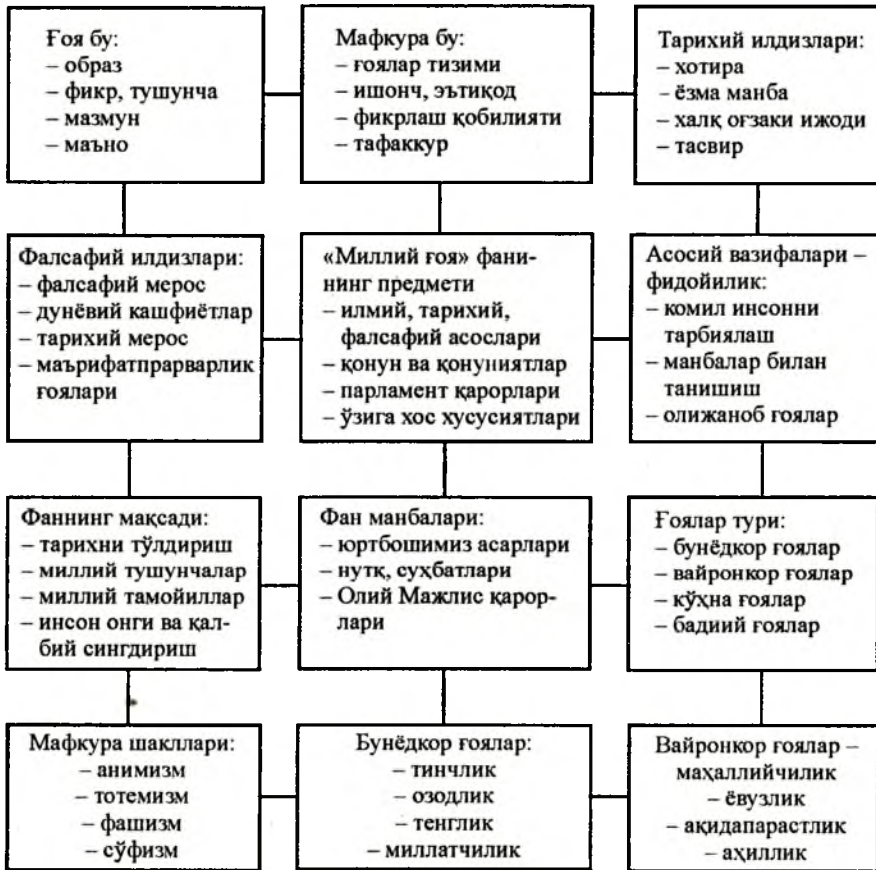 Ғоя бу:
– образ
– фикр, тушунча
– мазмун
– маъно
Мафкура бу:
– ғоялар тизими
– ишонч, эътиқод
– фикрлаш қобилияти
– тафаккур
Тарихий илдизлари:
– хотира
– ёзма манба
– халқ оғзаки ижоди
– тасвир
Фалсафий илдизлари:
– фалсафий мерос
– дунёвий кашфиётлар
– тарихий мерос
– маърифатпрарварлик
ғоялари
«Миллий ғоя» фани-
нинг предмети
– илмий, тарихий,
фалсафий асослари
– қонун ва қонуниятлар
– парламент қарорлари
– ўзига хос хусусиятлари
Асосий вазифалари –
фидойилик:
– комил инсонни
тарбиялаш
– манбалар билан
танишиш
– олижаноб ғоялар
Фаннинг мақсади:
– тарихни тўлдириш
– миллий тушунчалар
– миллий тамойиллар
– инсон онги ва қал-
бий сингдириш
Фан манбалари:
– юртбошимиз асарлари
– нутқ, суҳбатлари
– Олий Мажлис қарор-
лари
Ғоялар тури:
– бунёдкор ғоялар
– вайронкор ғоялар
– кўҳна ғоялар
– бадиий ғоялар
Мафкура шакллари:
– анимизм
– тотемизм
– фашизм
– сўфизм
Бунёдкор ғоялар:
– тинчлик
– озодлик
– тенглик
– миллатчилик
Вайронкор ғоялар –
маҳаллийчилик
– ёвузлик
– ақидапарастлик
– аҳиллик